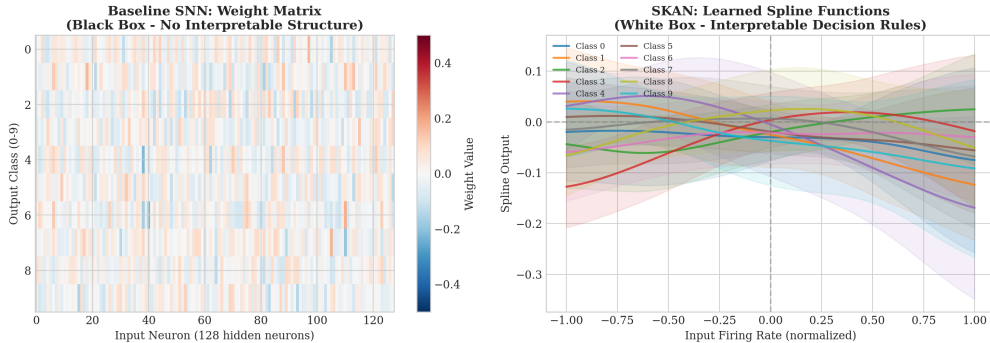 Baseline SNN: Weight Matrix
(Black Box - No Interpretable Structure)
Output Class (0-9)
0
2
4
6
8
0
20
40
60
80
100
120
Input Neuron (128 hidden neurons)
0.4
0.2
0.0
−0.2
−0.4
Weight Value
SKAN: Learned Spline Functions
(White Box - Interpretable Decision Rules)
Class 0
Class 1
Class 2
Class 3
Class 4
Class 5
Class 6
Class 7
Class 8
Class 9
Spline Output
0.1
0.0
−0.1
−0.2
−0.3
−1.00
−0.75
−0.50
−0.25
0.00
0.25
0.50
0.75
1.00
Input Firing Rate (normalized)